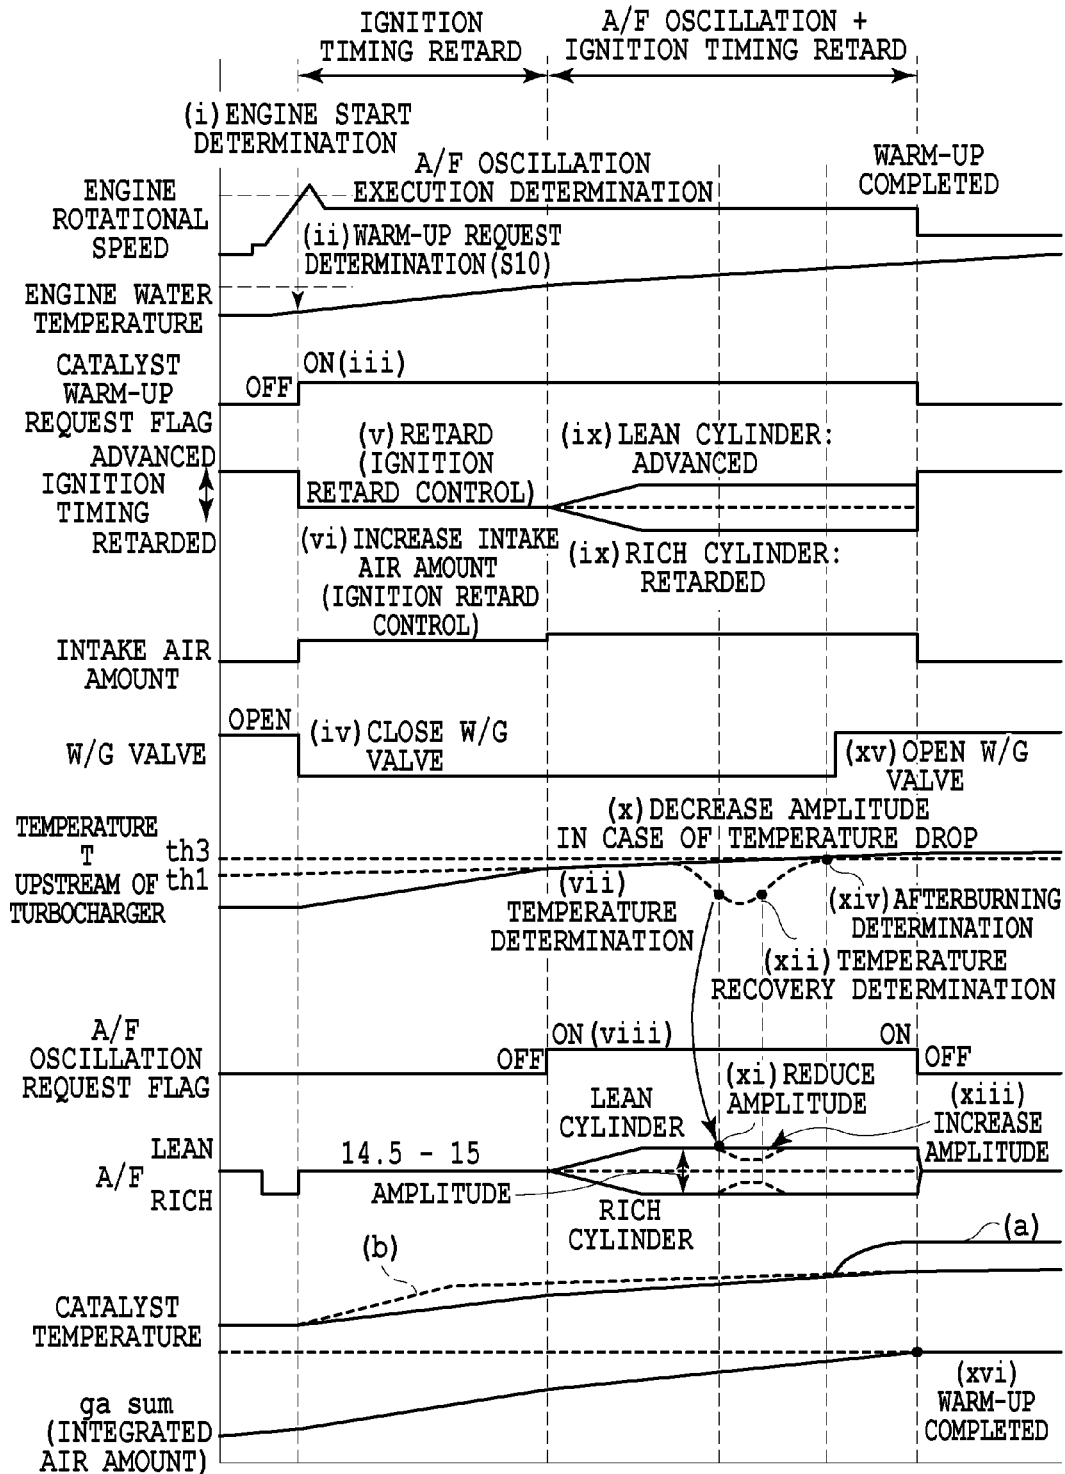 IGNITION
TIMING RETARD
A/F OSCILLATION +
IGNITION TIMING RETARD
(i) ENGINE START
DETERMINATION
A/F OSCILLATION
EXECUTION DETERMINATION
WARM-UP
COMPLETED
ENGINE
ROTATIONAL
SPEED
(ii) WARM-UP REQUEST
DETERMINATION(S10)
ENGINE WATER
TEMPERATURE
CATALYST
WARM-UP
REQUEST FLAG
OFF
ON(iii)
ADVANCED
IGNITION
TIMING
RETARDED
(v) RETARD
(IGNITION
RETARD CONTROL)
(ix) LEAN CYLINDER:
ADVANCED
(ix) RICH CYLINDER:
RETARDED
(vi) INCREASE INTAKE
AIR AMOUNT
(IGNITION RETARD
CONTROL)
INTAKE AIR
AMOUNT
OPEN
W/G VALVE
(iv) CLOSE W/G
VALVE
(xv) OPEN W/G
VALVE
(x) DECREASE AMPLITUDE
IN CASE OF TEMPERATURE DROP
TEMPERATURE
T
UPSTREAM OF
TURBOCHARGER
th3
th1
(vii)
TEMPERATURE
DETERMINATION
(xiv) AFTERBURNING
DETERMINATION
(xii) TEMPERATURE
RECOVERY DETERMINATION
A/F
OSCILLATION
REQUEST FLAG
OFF
ON (viii)
ON
OFF
(xi) REDUCE
AMPLITUDE
(xiii)
INCREASE
AMPLITUDE
LEAN
CYLINDER
LEAN
A/F
RICH
14.5 - 15
AMPLITUDE
RICH
CYLINDER
(a)
(b)
CATALYST
TEMPERATURE
ga sum
(INTEGRATED
AIR AMOUNT)
(xvi)
WARM-UP
COMPLETED